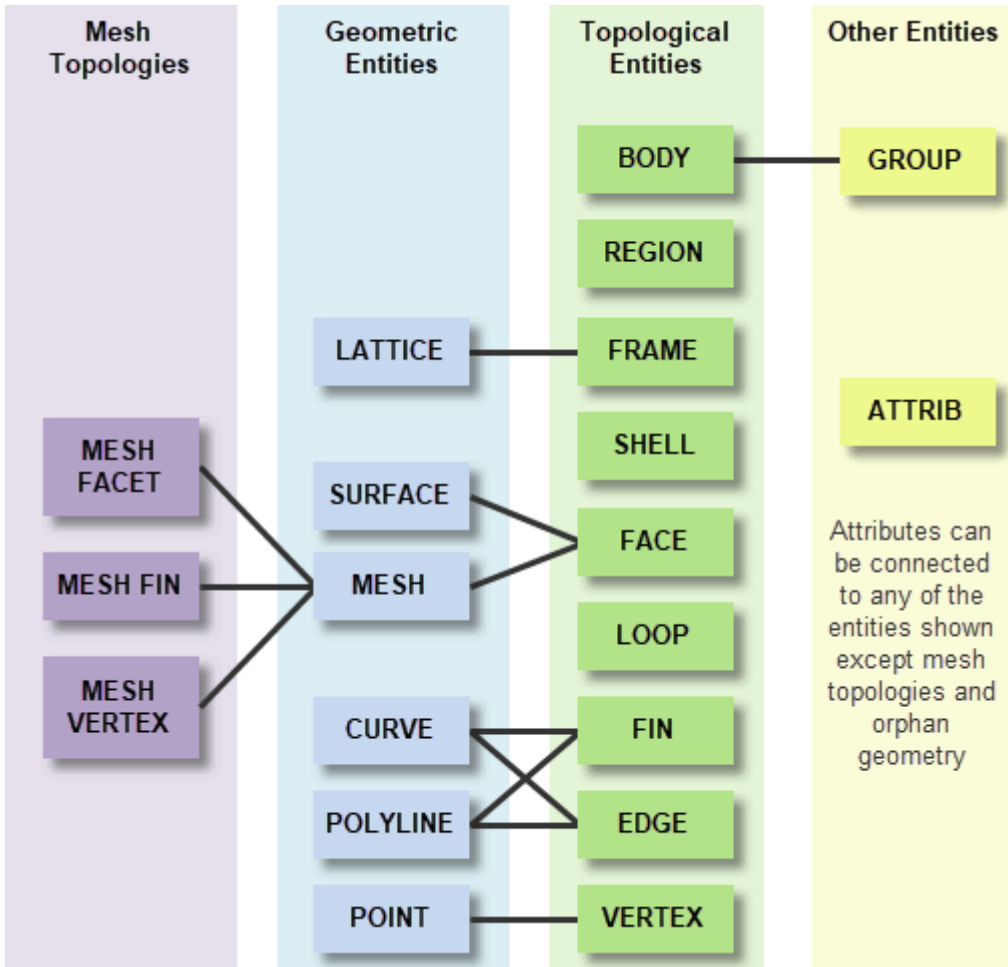 Mesh
Topologies
Geometric
Entities
Topological
Entities
Other Entities
BODY
GROUP
REGION
LATTICE
FRAME
ATTRIB
MESH
FACET
SHELL
SURFACE
FACE
MESH FIN
MESH
LOOP
MESH
VERTEX
CURVE
FIN
POLYLINE
EDGE
POINT
VERTEX
Attributes can
be connected
to any of the
entities shown
except mesh
topologies and
orphan
geometry